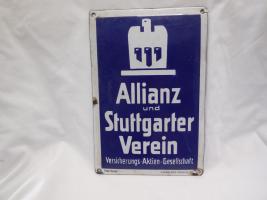 Allianz
und
Stuttgarter
Verein
Versicherungs-Aktien-Gesellschaft